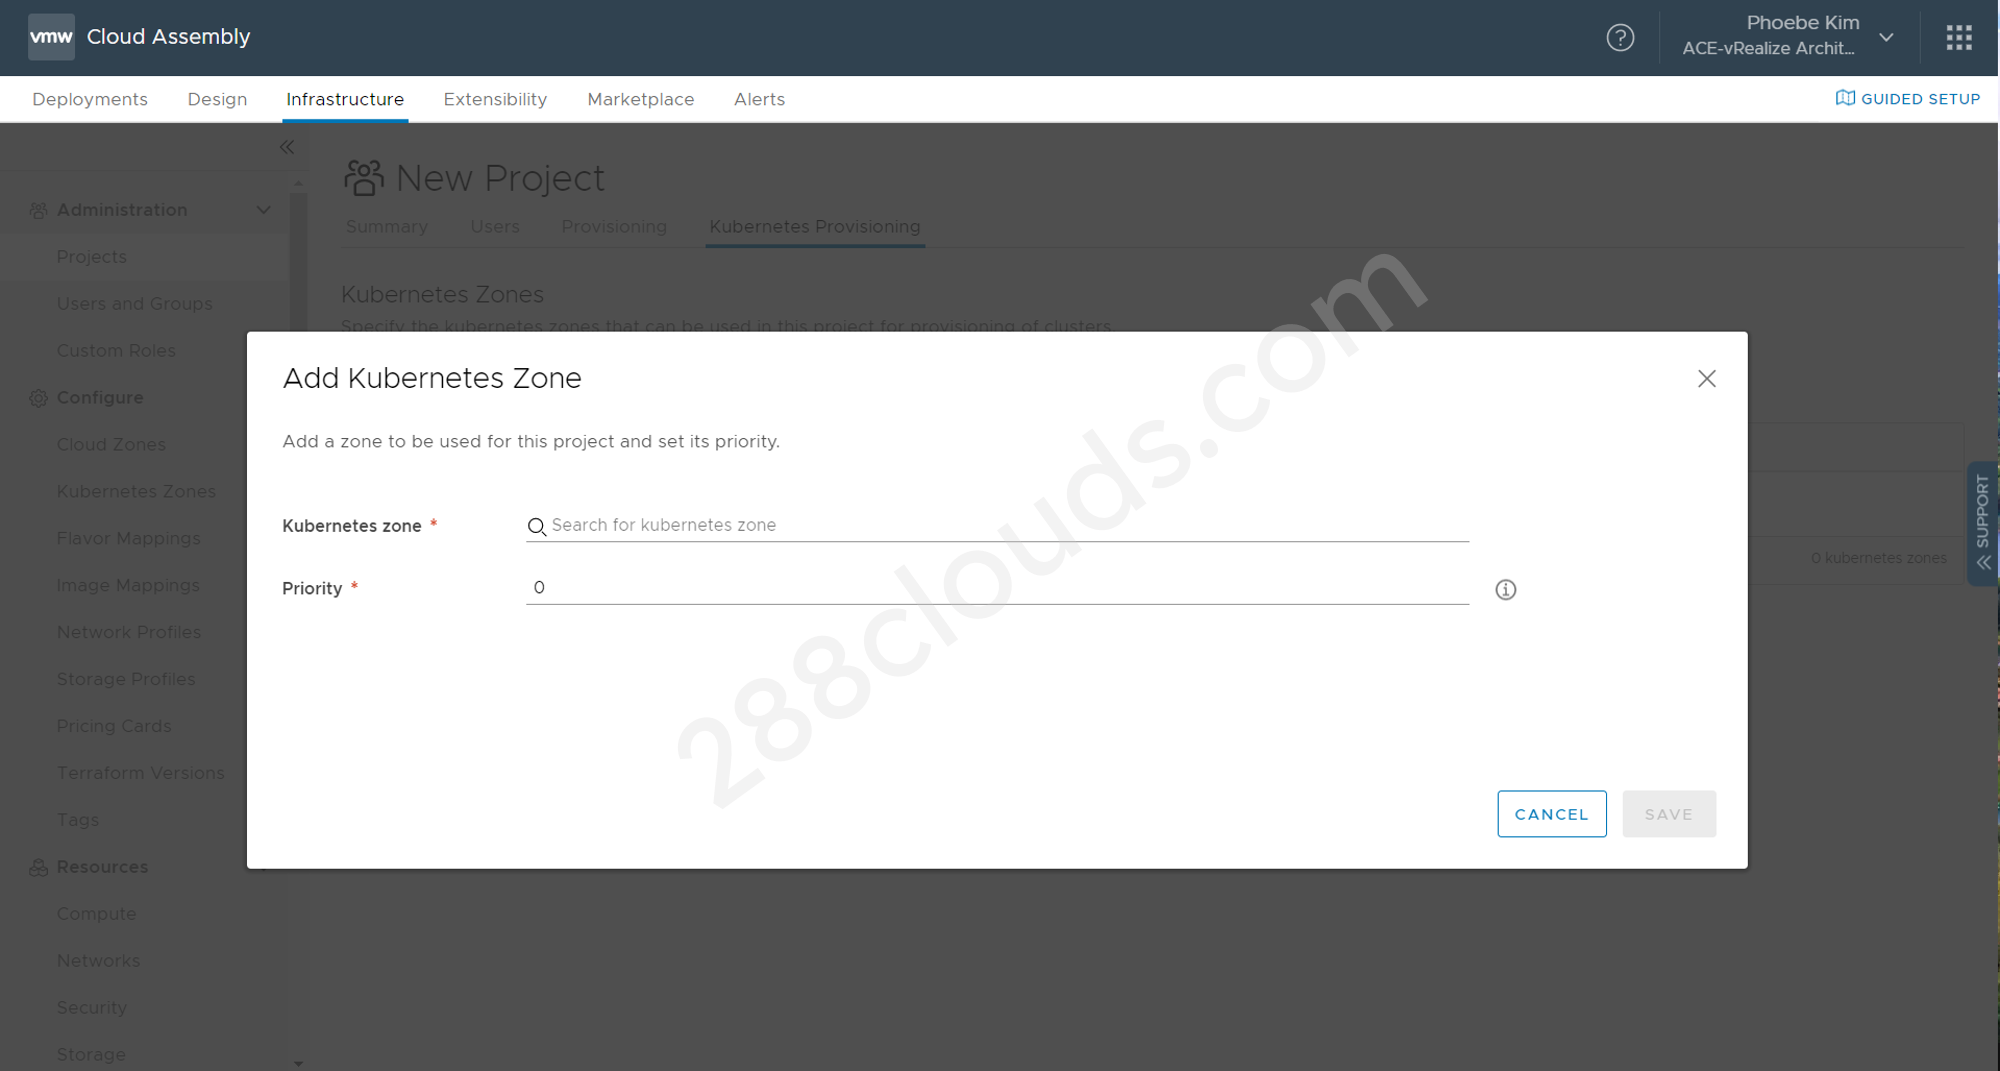 vmw Cloud Assembly
Phoebe Kim
ACE-vRealize Archit...
Deployments Design Infrastructure Extensibility Marketplace Alerts
GUIDED SETUP
New Project
Administration
Summary Users Provisioning Kubernetes Provisioning
Projects
Kubernetes Zones
Users and Groups
Specify the kubernetes zones that can be used in this project for provisioning of clusters.
Custom Roles
Add Kubernetes Zone
Configure
Add a zone to be used for this project and set its priority.
Cloud Zones
Kubernetes Zones
Kubernetes zone * Search for kubernetes zone
SUPPORT
Flavor Mappings
0 kubernetes zones
Image Mappings
Priority * 0
Network Profiles
Storage Profiles
Pricing Cards
Terraform Versions
Tags
CANCEL SAVE
Resources
Compute
Networks
Security
Storage
288clouds.com